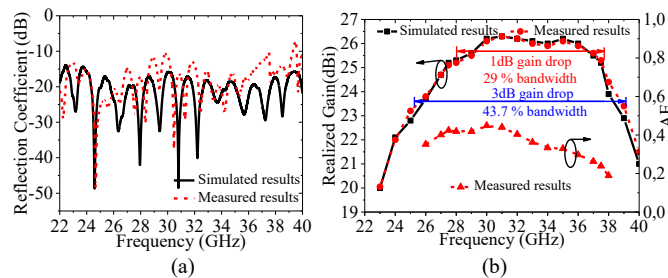 Reflection Coefficient (dB)
0
-10
-20
-30
-40
-50
Simulated results
Measured results
22 24 26 28 30 32 34 36 38 40
Frequency (GHz)
(a)
Realized Gain(dBi)
28
27
26
25
24
23
22
21
20
19
Simulated results
Measured results
1dB gain drop
29 % bandwidth
3dB gain drop
43.7 % bandwidth
Measured results
1.0
0.8
0.6
0.4
0.2
0.0
AE
22 24 26 28 30 32 34 36 38 40
Frequency (GHz)
(b)